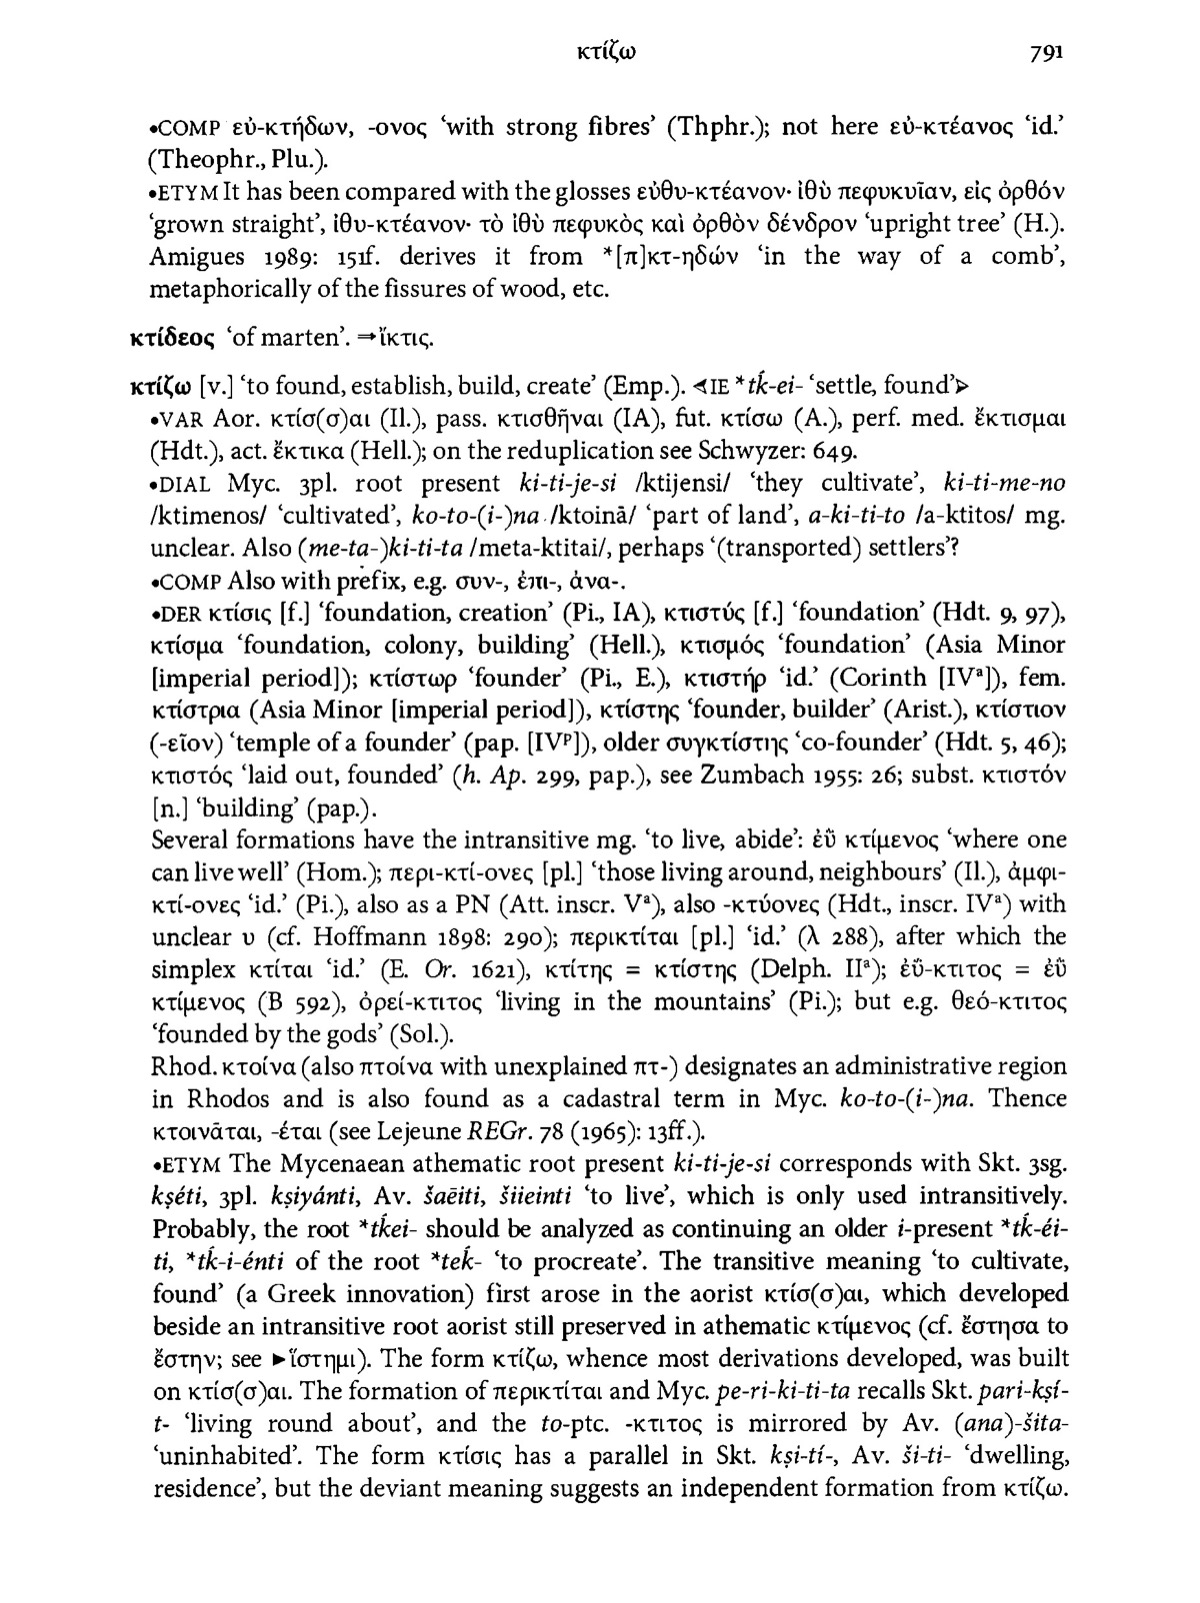 κτίζω 791
•COMP εὐ-κτήδων, -ονος ‘with strong fibres’ (Thphr.); not here εὐ-κτέανος ‘id.’
(Theophr., Plu.).
•ETYM It has been compared with the glosses εὐθυ-κτέανον· ἰθὺ πεφυκυῖαν, εἰς ὀρθόν
‘grown straight’, ἰθυ-κτέανον· τὸ ἰθὺ πεφυκὸς καὶ ὀρθὸν δένδρον ‘upright tree’ (H.).
Amigues 1989: 151f. derives it from *[π]κτ-ηδών ‘in the way of a comb’,
metaphorically of the fissures of wood, etc.
κτίδεος ‘of marten’. ⇒ἴκτις.
κτίζω [v.] ‘to found, establish, build, create’ (Emp.). ⊰IE *tḱ-ei- ‘settle, found’⊱
•VAR Aor. κτίσ(σ)αι (Il.), pass. κτισθῆναι (IA), fut. κτίσω (A.), perf. med. ἔκτισμαι
(Hdt.), act. ἔκτικα (Hell.); on the reduplication see Schwyzer: 649.
•DIAL Myc. 3pl. root present ki-ti-je-si /ktijensi/ ‘they cultivate’, ki-ti-me-no
/ktimenos/ ‘cultivated’, ko-to-(i-)na /ktoinā/ ‘part of land’, a-ki-ti-to /a-ktitos/ mg.
unclear. Also (me-ta-)ki-ti-ta /meta-ktitai/, perhaps ‘(transported) settlers’?
•COMP Also with prefix, e.g. συν-, ἐπι-, ἀνα-.
•DER κτίσις [f.] ‘foundation, creation’ (Pi., IA), κτιστύς [f.] ‘foundation’ (Hdt. 9, 97),
κτίσμα ‘foundation, colony, building’ (Hell.), κτισμός ‘foundation’ (Asia Minor
[imperial period]); κτίστωρ ‘founder’ (Pi., E.), κτιστήρ ‘id.’ (Corinth [IVᵃ]), fem.
κτίστρια (Asia Minor [imperial period]), κτίστης ‘founder, builder’ (Arist.), κτίστιον
(-εῖον) ‘temple of a founder’ (pap. [IVᵖ]), older συγκτίστης ‘co-founder’ (Hdt. 5, 46);
κτιστός ‘laid out, founded’ (h. Ap. 299, pap.), see Zumbach 1955: 26; subst. κτιστόν
[n.] ‘building’ (pap.).
Several formations have the intransitive mg. ‘to live, abide’: ἐῢ κτίμενος ‘where one
can live well’ (Hom.); περι-κτί-ονες [pl.] ‘those living around, neighbours’ (Il.), ἀμφι-
κτί-ονες ‘id.’ (Pi.), also as a PN (Att. inscr. Vᵃ), also -κτύονες (Hdt., inscr. IVᵃ) with
unclear υ (cf. Hoffmann 1898: 290); περικτίται [pl.] ‘id.’ (λ 288), after which the
simplex κτίται ‘id.’ (E. Or. 1621), κτίτης = κτίστης (Delph. IIᵃ); ἐΰ-κτιτος = ἐῢ
κτίμενος (B 592), ὀρεί-κτιτος ‘living in the mountains’ (Pi.); but e.g. θεό-κτιτος
‘founded by the gods’ (Sol.).
Rhod. κτοίνα (also πτοίνα with unexplained πτ-) designates an administrative region
in Rhodos and is also found as a cadastral term in Myc. ko-to-(i-)na. Thence
κτοινᾶται, -έται (see Lejeune REGr. 78 (1965): 13ff.).
•ETYM The Mycenaean athematic root present ki-ti-je-si corresponds with Skt. 3sg.
kṣéti, 3pl. kṣiyánti, Av. šaēiti, šiieinti ‘to live’, which is only used intransitively.
Probably, the root *tḱei- should be analyzed as continuing an older i-present *tḱ-éi-
ti, *tḱ-i-énti of the root *teḱ- ‘to procreate’. The transitive meaning ‘to cultivate,
found’ (a Greek innovation) first arose in the aorist κτίσ(σ)αι, which developed
beside an intransitive root aorist still preserved in athematic κτίμενος (cf. ἔστησα to
ἔστην; see ►ἵστημι). The form κτίζω, whence most derivations developed, was built
on κτίσ(σ)αι. The formation of περικτίται and Myc. pe-ri-ki-ti-ta recalls Skt. pari-kṣí-
t- ‘living round about’, and the to-ptc. -κτιτος is mirrored by Av. (ana)-šita-
‘uninhabited’. The form κτίσις has a parallel in Skt. kṣi-tí-, Av. ši-ti- ‘dwelling,
residence’, but the deviant meaning suggests an independent formation from κτίζω.